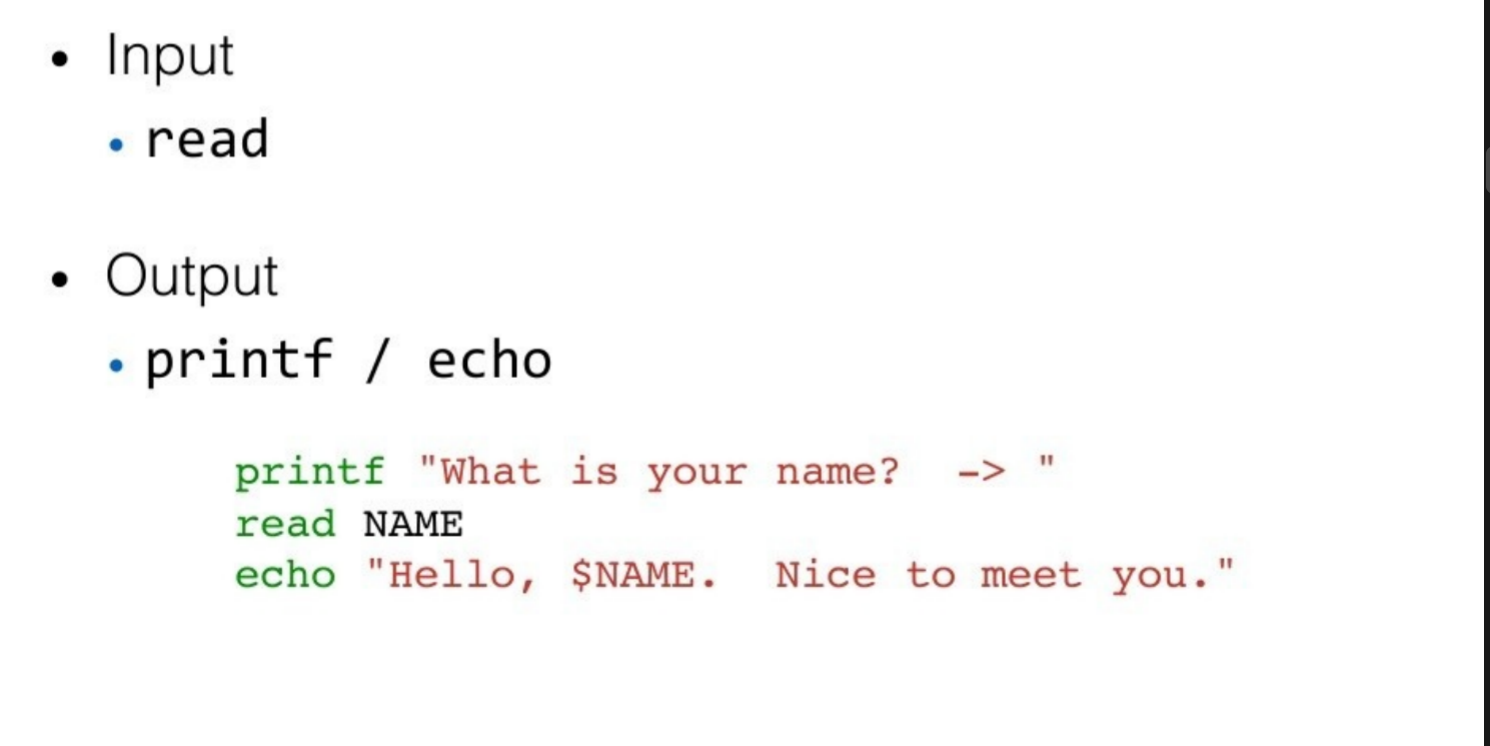 • Input
• read
• Output
• printf / echo
printf "What is your name?  -> "
read NAME
echo "Hello, $NAME.  Nice to meet you."